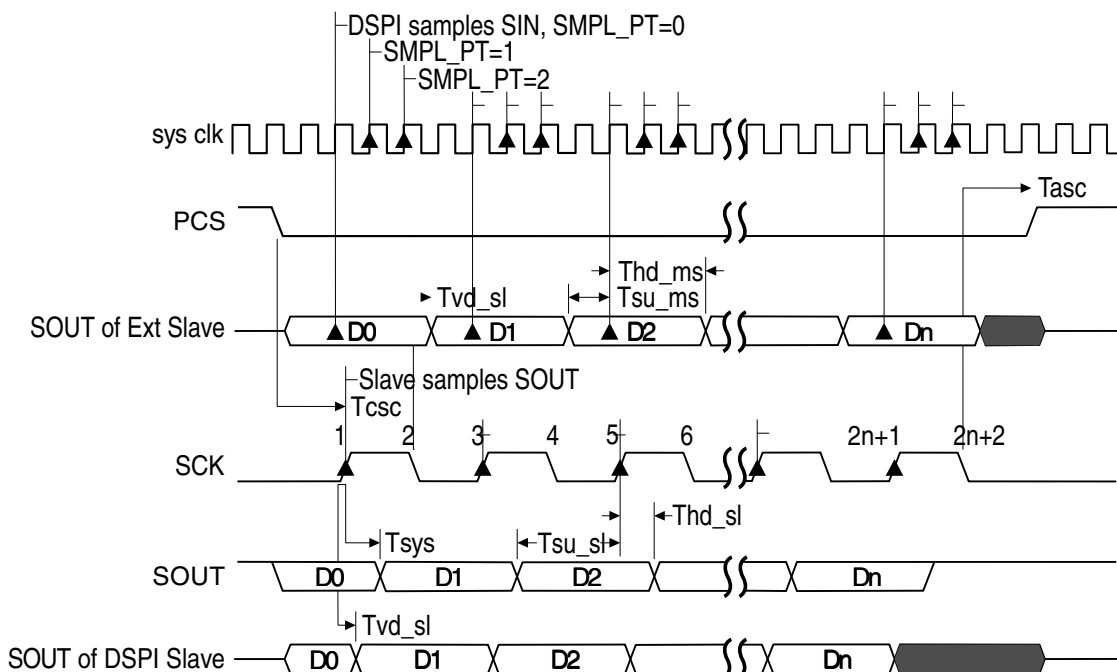 DSPI samples SIN, SMPL_PT=0
SMPL_PT=1
SMPL_PT=2
sys clk
Tasc
PCS
Thd_ms
Tvd_sl
Tsu_ms
SOUT of Ext Slave
D0
D1
D2
Dn
Slave samples SOUT
Tcsc
1
2
3
4
5
6
2n+1
2n+2
SCK
Thd_sl
Tsys
Tsu_sl
SOUT
D0
D1
D2
Dn
Tvd_sl
SOUT of DSPI Slave
D0
D1
D2
Dn